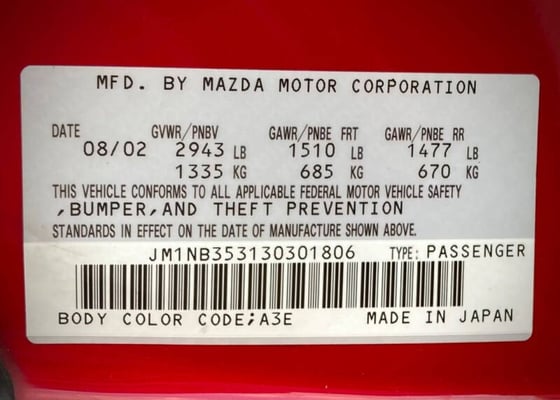 MFD. BY MAZDA MOTOR CORPORATION
DATE GVWR/PNBV GAWR/PNBE FRT GAWR/PNBE RR
08/02 2943 LB 1510 LB 1477 LB
1335 KG 685 KG 670 KG
THIS VEHICLE CONFORMS TO ALL APPLICABLE FEDERAL MOTOR VEHICLE SAFETY
,BUMPER,AND THEFT PREVENTION
STANDARDS IN EFFECT ON THE DATE OF MANUFACTURE SHOWN ABOVE.
JM1NB353130301806 TYPE: PASSENGER
BODY COLOR CODE;A3E MADE IN JAPAN